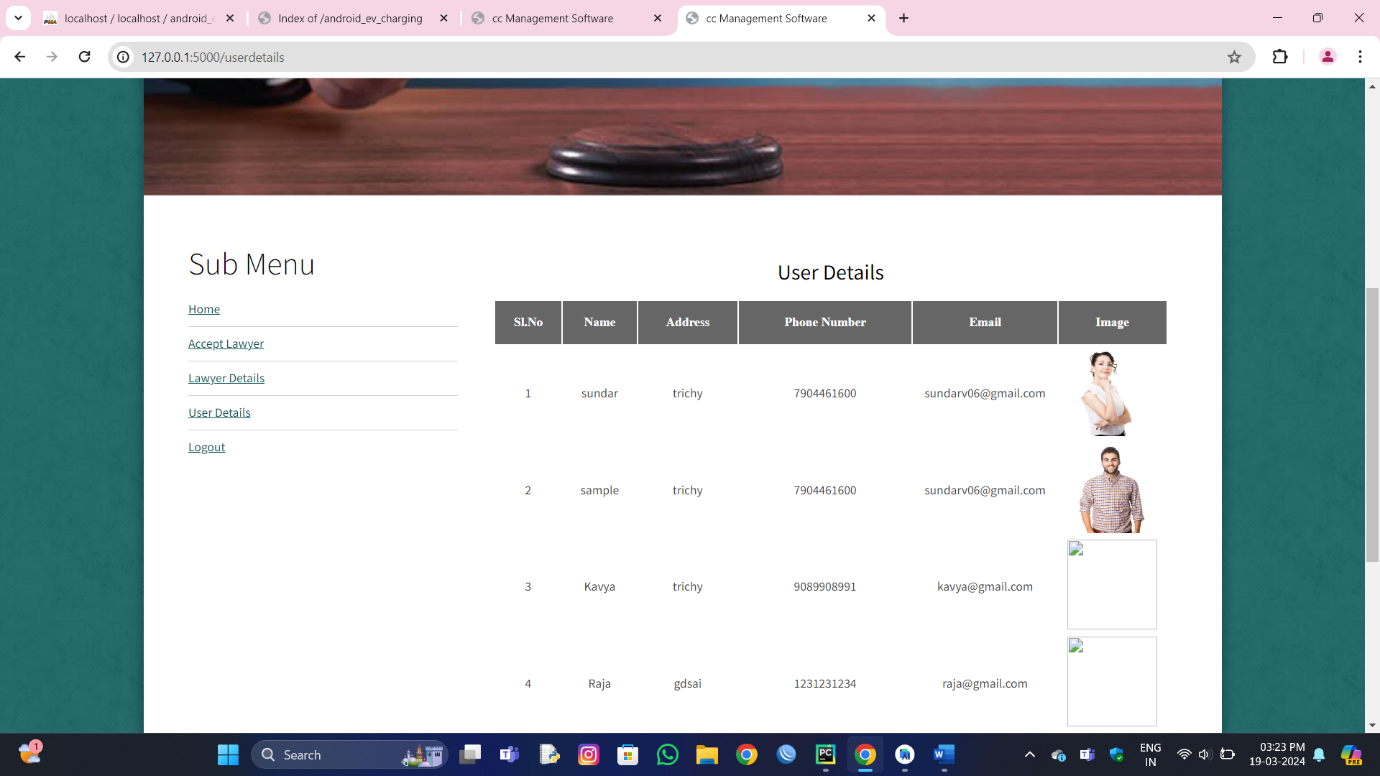 localhost / localhost / android_e
Index of /android_ev_charging
cc Management Software
cc Management Software
127.0.0.1:5000/userdetails
Sub Menu
Home
Accept Lawyer
Lawyer Details
User Details
Logout
User Details
Sl.No Name Address Phone Number Email Image
1 sundar trichy 7904461600 sundarv06@gmail.com
2 sample trichy 7904461600 sundarv06@gmail.com
3 Kavya trichy 9089908991 kavya@gmail.com
4 Raja gdsai 1231231234 raja@gmail.com
1
Search
PC
W
PRE
ENG
IN
03:23 PM
19-03-2024